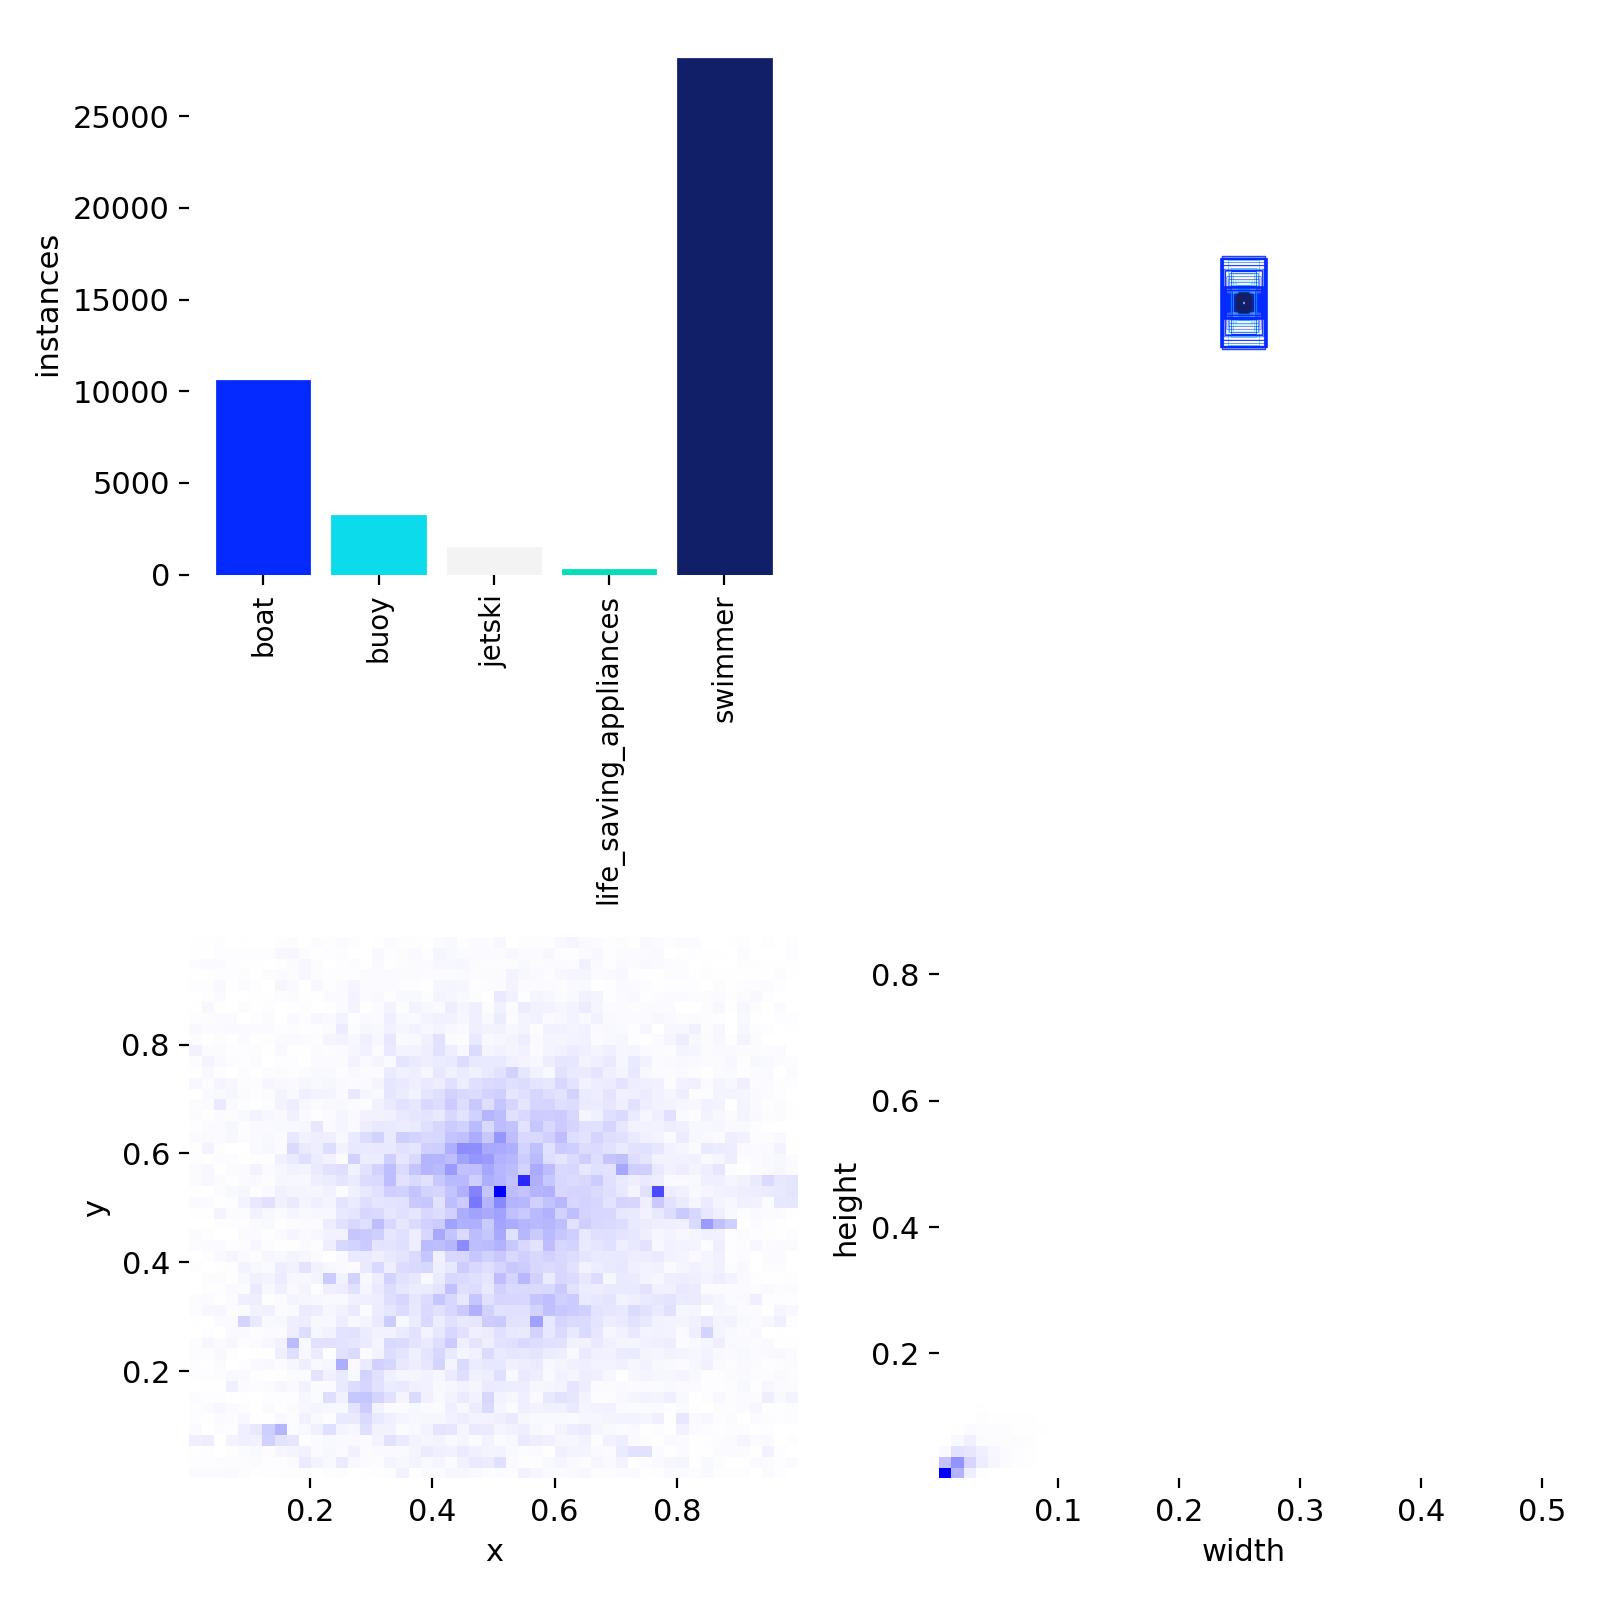 25000
20000
15000
10000
5000
0
instances
boat
buoy
jetski
life_saving_appliances
swimmer
0.8
0.6
0.4
0.2
y
0.2 0.4 0.6 0.8
x
0.8
0.6
0.4
0.2
height
0.1 0.2 0.3 0.4 0.5
width